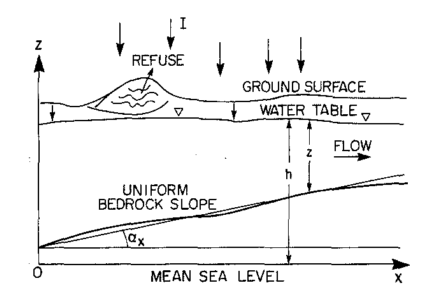 I
Z
REFUSE
GROUND SURFACE
WATER TABLE
FLOW
z
h
UNIFORM
BEDROCK SLOPE
αx
O
MEAN SEA LEVEL
X